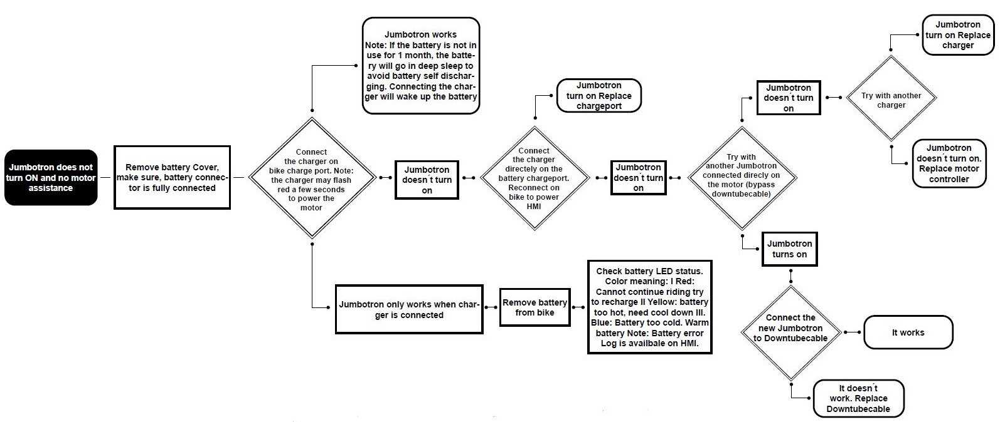 Jumbotron does not
turn ON and no motor
assistance
Remove battery Cover,
make sure, battery connec-
tor is fully connected
Connect
the charger on
bike charge port. Note:
the charger may flash
red a few seconds
to power the
motor
Jumbotron works
Note: If the battery is not in
use for 1 month, the batte-
ry will go in deep sleep to
avoid battery self dischar-
ging. Connecting the char-
ger will wake up the battery
Jumbotron
doesn´t turn
on
Connect
the charger
directely on the
battery chargeport.
Reconnect on
bike to power
HMI
Jumbotron
turn on Replace
chargeport
Jumbotron
doesn´t turn
on
Try with
another Jumbotron
connected direcly on
the motor (bypass
downtubecable)
Jumbotron
doesn´t turn
on
Try with another
charger
Jumbotron
turn on Replace
charger
Jumbotron
doesn´t turn on.
Replace motor
controller
Jumbotron
turns on
Connect the
new Jumbotron
to Downtubecable
It works
It doesn´t
work. Replace
Downtubecable
Jumbotron only works when char-
ger is connected
Remove battery
from bike
Check battery LED status.
Color meaning: I Red:
Cannot continue riding try
to recharge II Yellow: battery
too hot, need cool down III.
Blue: Battery too cold. Warm
battery Note: Battery error
Log is availbale on HMI.